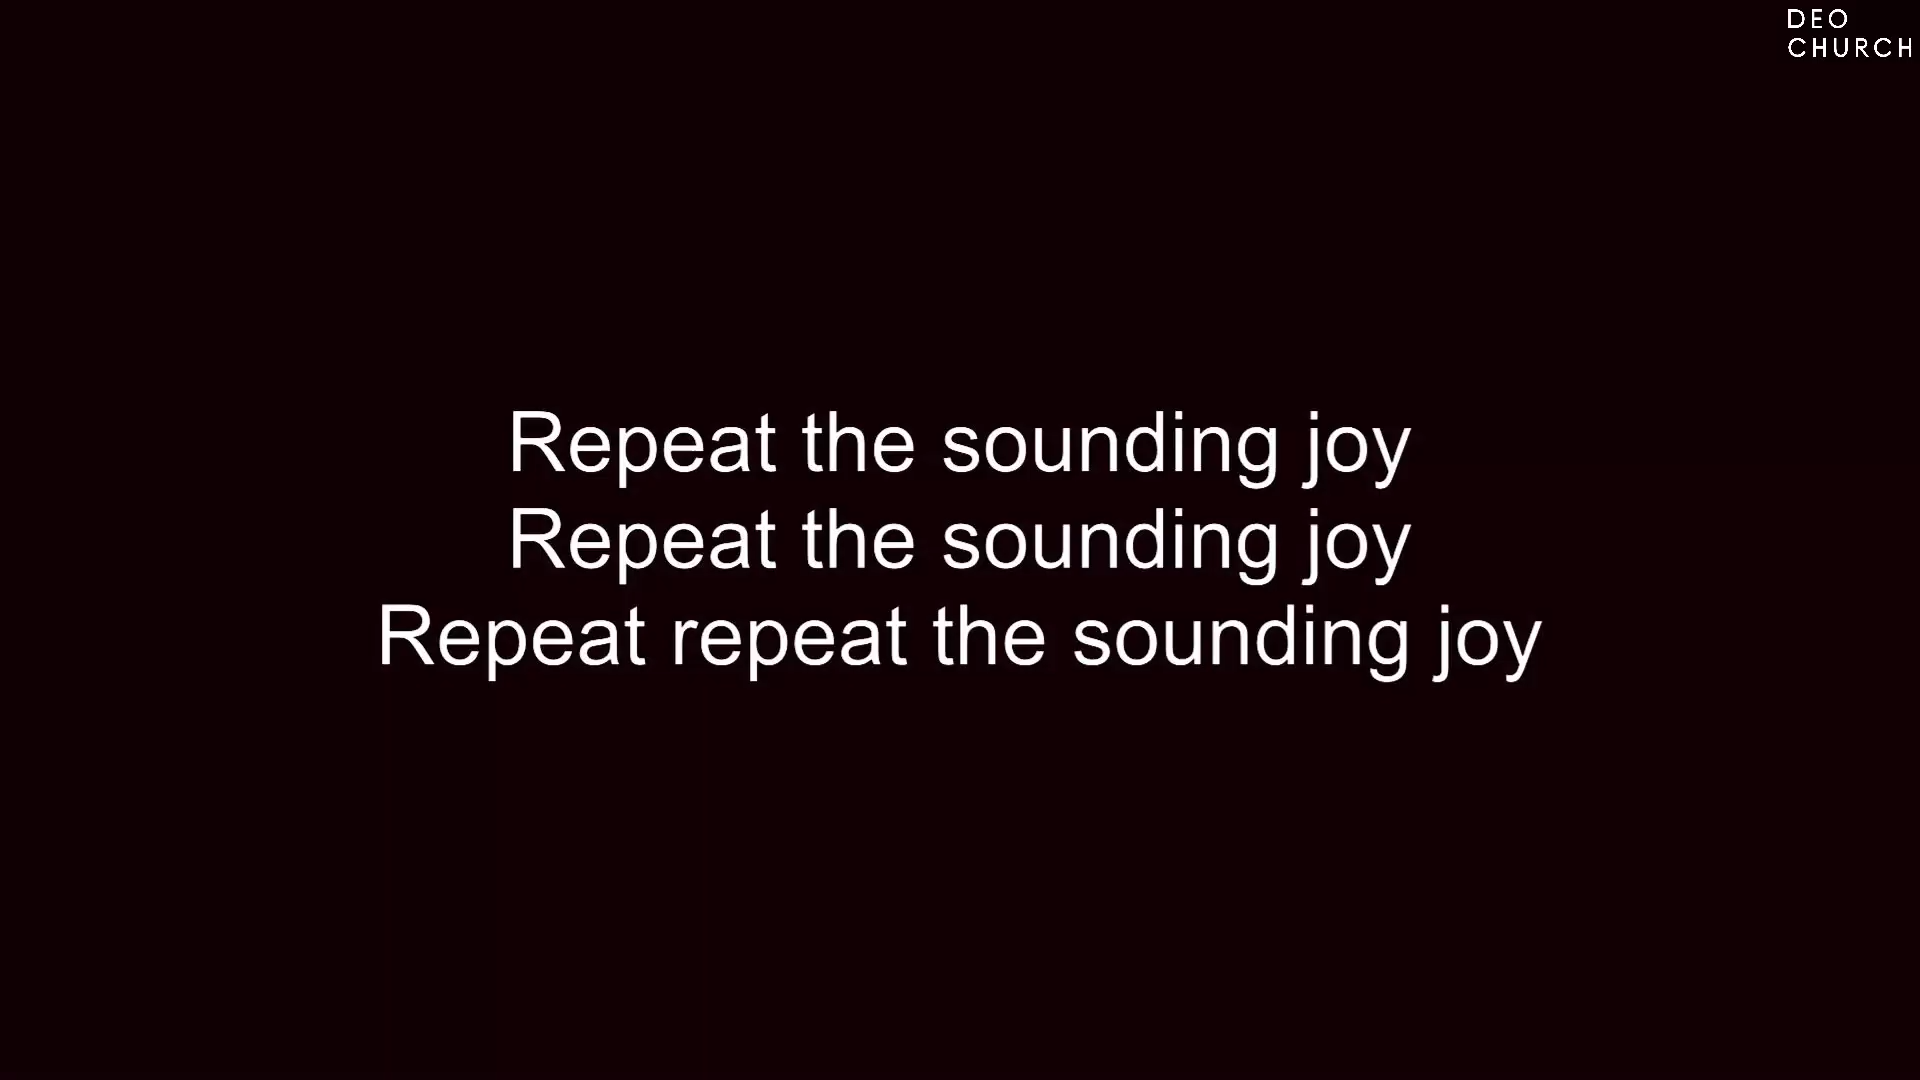 DEO
CHURCH
Repeat the sounding joy
Repeat the sounding joy
Repeat repeat the sounding joy